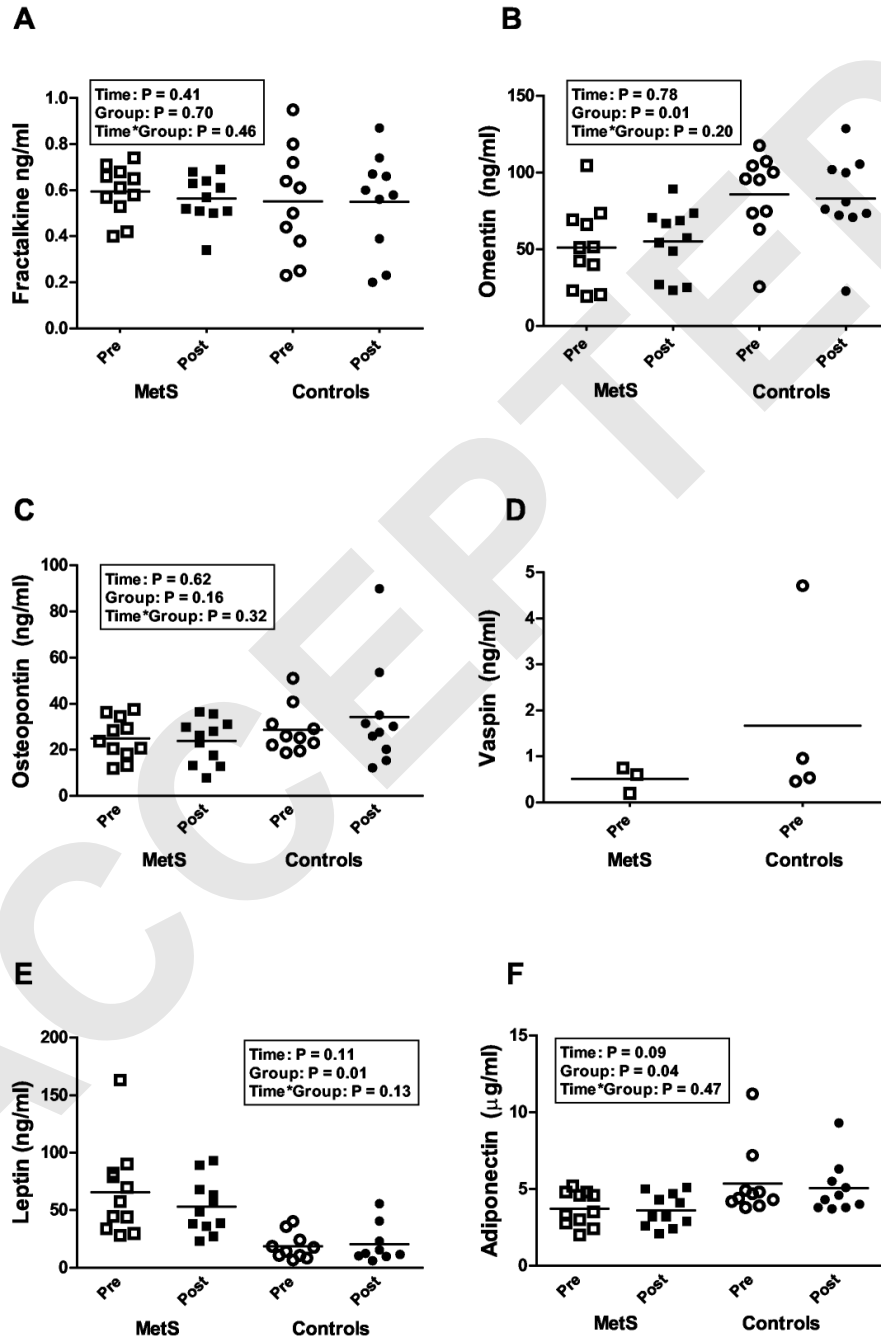 A
Time: P = 0.41
Group: P = 0.70
Time*Group: P = 0.46
1.0
0.8
0.6
0.4
0.2
0.0
Fractalkine ng/ml
Pre
Post
Pre
Post
MetS
Controls
B
Time: P = 0.78
Group: P = 0.01
Time*Group: P = 0.20
150
100
50
0
Omentin (ng/ml)
Pre
Post
Pre
Post
MetS
Controls
C
Time: P = 0.62
Group: P = 0.16
Time*Group: P = 0.32
100
80
60
40
20
0
Osteopontin (ng/ml)
Pre
Post
Pre
Post
MetS
Controls
D
5
4
3
2
1
0
Vaspin (ng/ml)
Pre
Pre
MetS
Controls
E
Time: P = 0.11
Group: P = 0.01
Time*Group: P = 0.13
200
150
100
50
0
Leptin (ng/ml)
Pre
Post
Pre
Post
MetS
Controls
F
Time: P = 0.09
Group: P = 0.04
Time*Group: P = 0.47
15
10
5
0
Adiponectin (μg/ml)
Pre
Post
Pre
Post
MetS
Controls
ACCEPTE